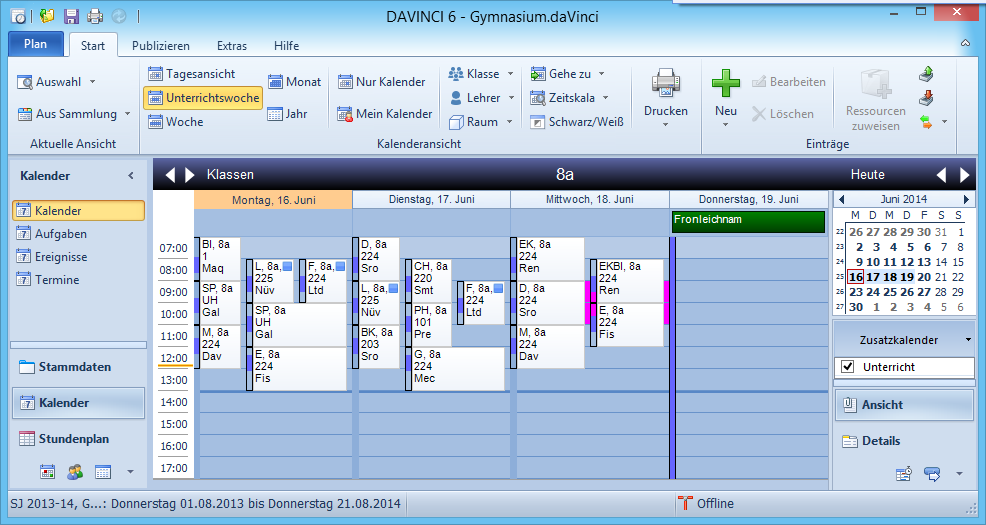 DAVINCI 6 - Gymnasium.daVinci
Plan
Start
Publizieren
Extras
Hilfe
Auswahl
Aus Sammlung
Aktuelle Ansicht
Tagesansicht
Unterrichtswoche
Woche
Monat
Jahr
Nur Kalender
Mein Kalender
Klasse
Lehrer
Raum
Gehe zu
Zeitskala
Schwarz/Weiß
Drucken
Kalenderansicht
Neu
Bearbeiten
Löschen
Ressourcen
zuweisen
Einträge
Kalender
Kalender
Aufgaben
Ereignisse
Termine
Stammdaten
Kalender
Stundenplan
Klassen
8a
Heute
Montag, 16. Juni
Dienstag, 17. Juni
Mittwoch, 18. Juni
Donnerstag, 19. Juni
Fronleichnam
07:00
08:00
09:00
10:00
11:00
12:00
13:00
14:00
15:00
16:00
17:00
BI, 8a
1
Maq
SP, 8a
UH
Gal
M, 8a
224
Dav
L, 8a,
225
Nüv
F, 8a,
224
Ltd
SP, 8a
UH
Gal
E, 8a
224
Fis
D, 8a
224
Sro
L, 8a,
225
Nüv
BK, 8a
203
Sro
CH, 8a
220
Smt
PH, 8a
101
Pre
G, 8a
224
Mec
F, 8a,
224
Ltd
EK, 8a
224
Ren
D, 8a
224
Sro
M, 8a
224
Dav
EKBI, 8a
224
Ren
E, 8a
224
Fis
Juni 2014
M D M D F S S
22 26 27 28 29 30 31 1
23 2 3 4 5 6 7 8
24 9 10 11 12 13 14 15
25 16 17 18 19 20 21 22
26 23 24 25 26 27 28 29
27 30 1 2 3 4 5 6
Zusatzkalender
Unterricht
Ansicht
Details
SJ 2013-14, G...: Donnerstag 01.08.2013 bis Donnerstag 21.08.2014
Offline